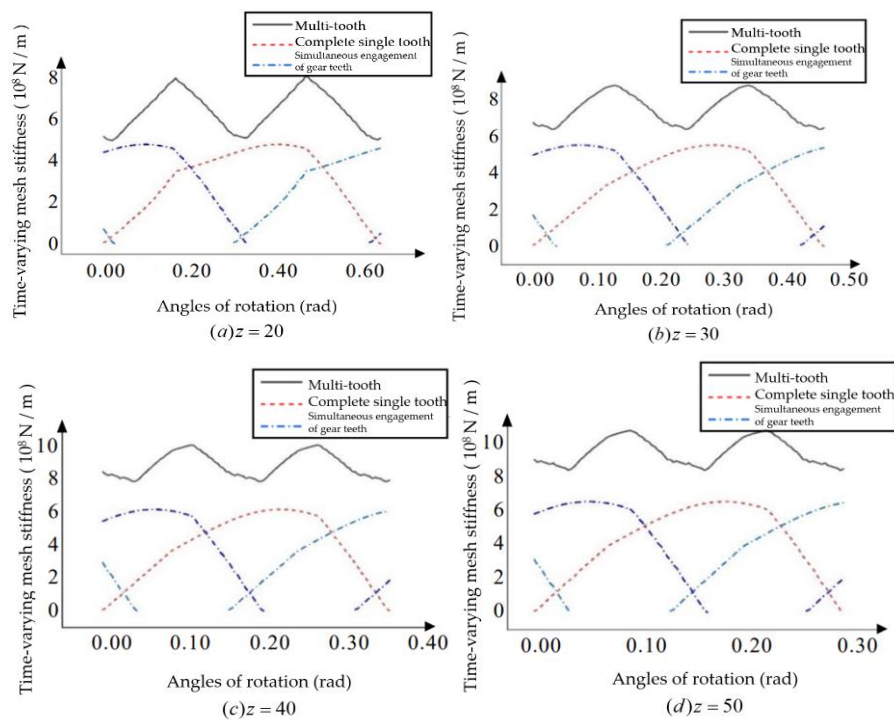 Multi-tooth
Complete single tooth
Simultaneous engagement
of gear teeth
Time-varying mesh stiffness ( 10⁸ N / m )
8
6
4
2
0
0.00 0.20 0.40 0.60
Angles of rotation (rad)
(a)z = 20
Multi-tooth
Complete single tooth
Simultaneous engagement
of gear teeth
Time-varying mesh stiffness ( 10⁸ N / m )
8
6
4
2
0
0.00 0.10 0.20 0.30 0.40 0.50
Angles of rotation (rad)
(b)z = 30
Multi-tooth
Complete single tooth
Simultaneous engagement
of gear teeth
Time-varying mesh stiffness ( 10⁸ N / m )
10
8
6
4
2
0
0.00 0.10 0.20 0.30 0.40
Angles of rotation (rad)
(c)z = 40
Multi-tooth
Complete single tooth
Simultaneous engagement
of gear teeth
Time-varying mesh stiffness ( 10⁸ N / m )
10
8
6
4
2
0
0.00 0.10 0.20 0.30
Angles of rotation (rad)
(d)z = 50